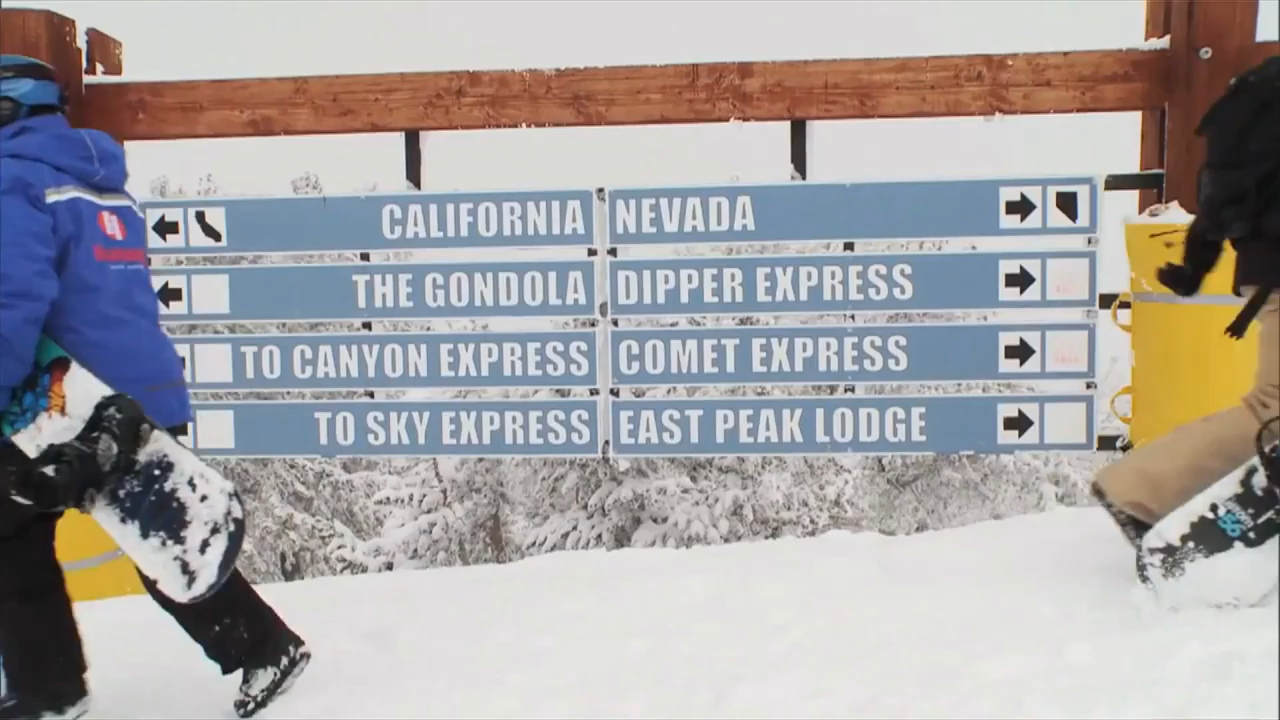 CALIFORNIA
THE GONDOLA
TO CANYON EXPRESS
TO SKY EXPRESS
NEVADA
DIPPER EXPRESS
COMET EXPRESS
EAST PEAK LODGE